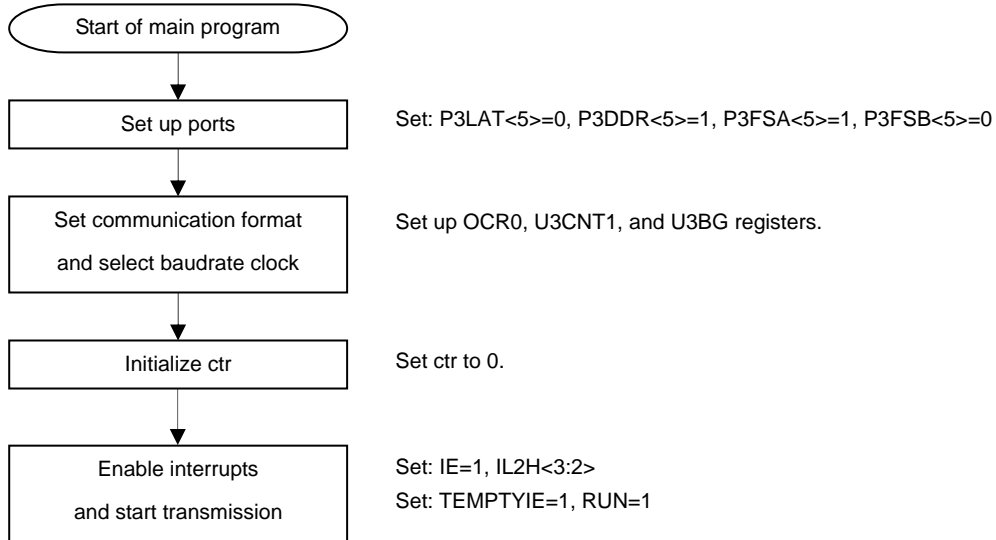 Start of main program
Set up ports
Set: P3LAT<5>=0, P3DDR<5>=1, P3FSA<5>=1, P3FSB<5>=0
Set communication format
and select baudrate clock
Set up OCR0, U3CNT1, and U3BG registers.
Initialize ctr
Set ctr to 0.
Enable interrupts
and start transmission
Set: IE=1, IL2H<3:2>
Set: TEMPTYIE=1, RUN=1